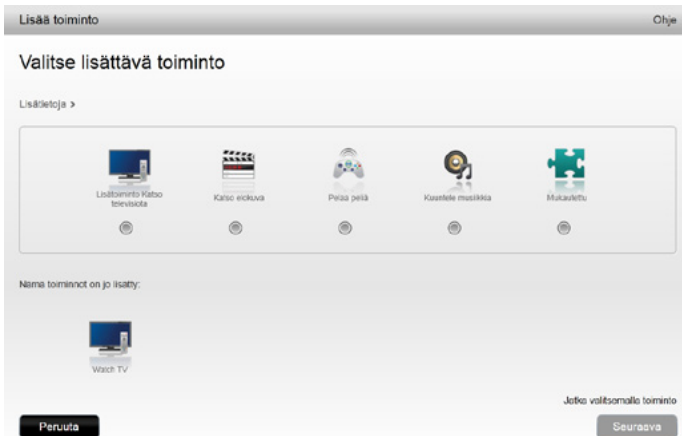 Lisää toiminto
Ohje
Valitse lisättävä toiminto
Lisätietoja >
Lisätoiminto Katso
televisiota
Katso elokuva
Pelaa peliä
Kuuntele musiikkia
Mukautettu
Nämä toiminnot on jo lisätty:
Watch TV
Jatka valitsemalla toiminto
Peruuta
Seuraava